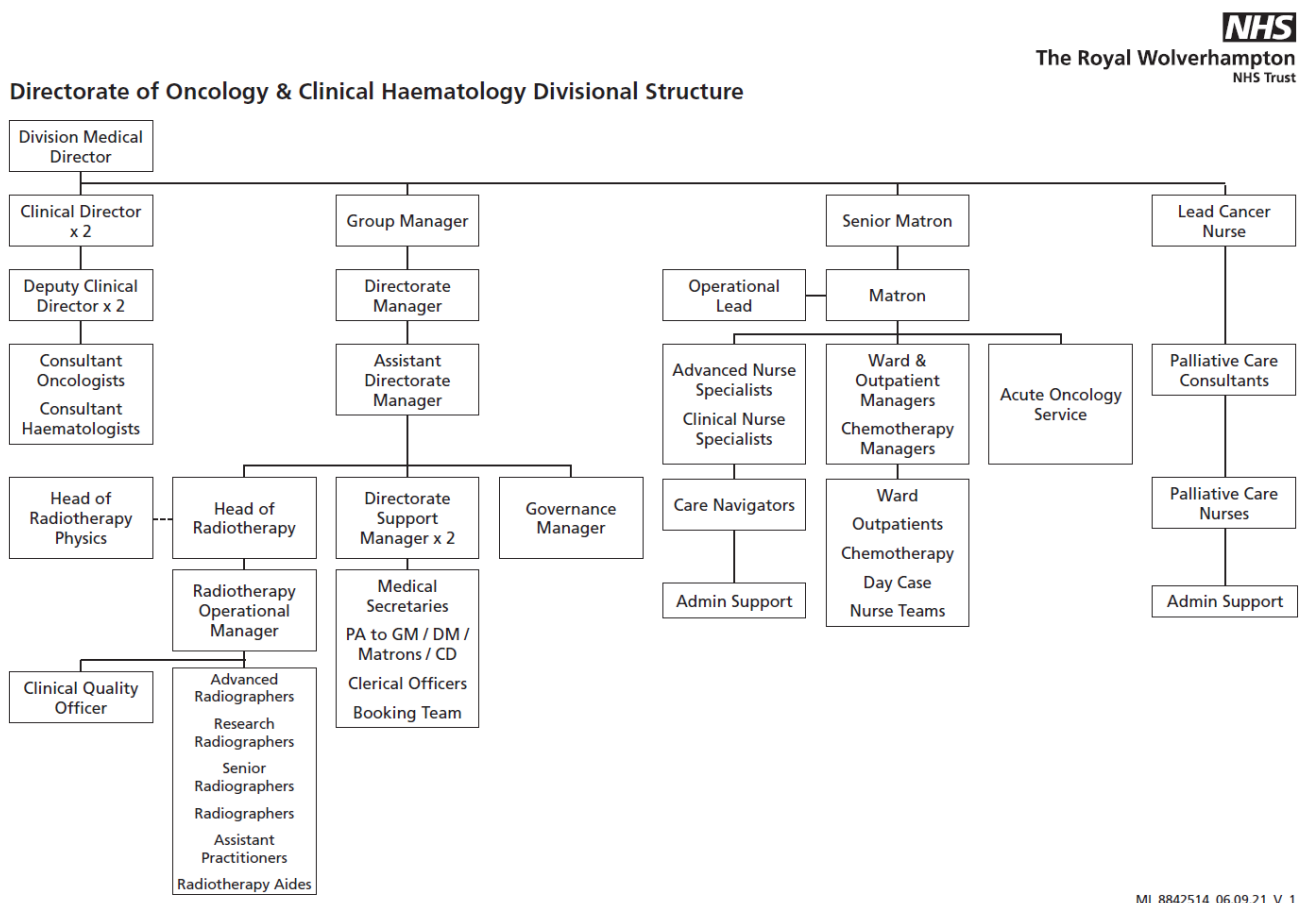 NHS
The Royal Wolverhampton
NHS Trust
Directorate of Oncology & Clinical Haematology Divisional Structure
Division Medical
Director
Clinical Director
x 2
Group Manager
Senior Matron
Lead Cancer
Nurse
Deputy Clinical
Director x 2
Directorate
Manager
Operational
Lead
Matron
Consultant
Oncologists
Consultant
Haematologists
Assistant
Directorate
Manager
Advanced Nurse
Specialists
Clinical Nurse
Specialists
Ward &
Outpatient
Managers
Chemotherapy
Managers
Acute Oncology
Service
Palliative Care
Consultants
Head of
Radiotherapy
Physics
Head of
Radiotherapy
Directorate
Support
Manager x 2
Governance
Manager
Care Navigators
Ward
Outpatients
Chemotherapy
Day Case
Nurse Teams
Palliative Care
Nurses
Radiotherapy
Operational
Manager
Medical
Secretaries
PA to GM / DM /
Matrons / CD
Clerical Officers
Booking Team
Admin Support
Admin Support
Clinical Quality
Officer
Advanced
Radiographers
Research
Radiographers
Senior
Radiographers
Radiographers
Assistant
Practitioners
Radiotherapy Aides
MI_8842514_06.09.21_V_1